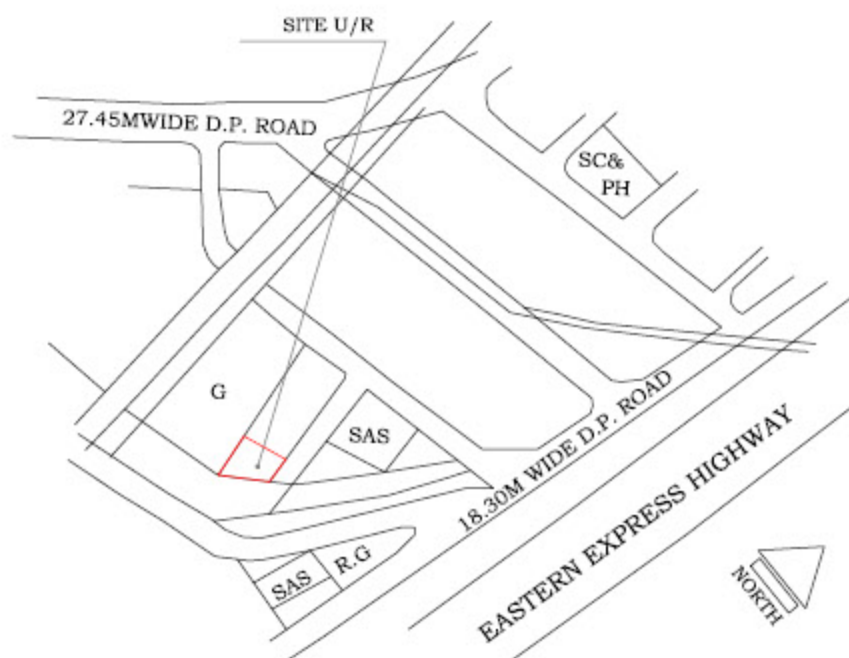 SITE U/R
27.45MWIDE D.P. ROAD
SC&
PH
G
SAS
18.30M WIDE D.P. ROAD
EASTERN EXPRESS HIGHWAY
R.G
SAS
NORTH